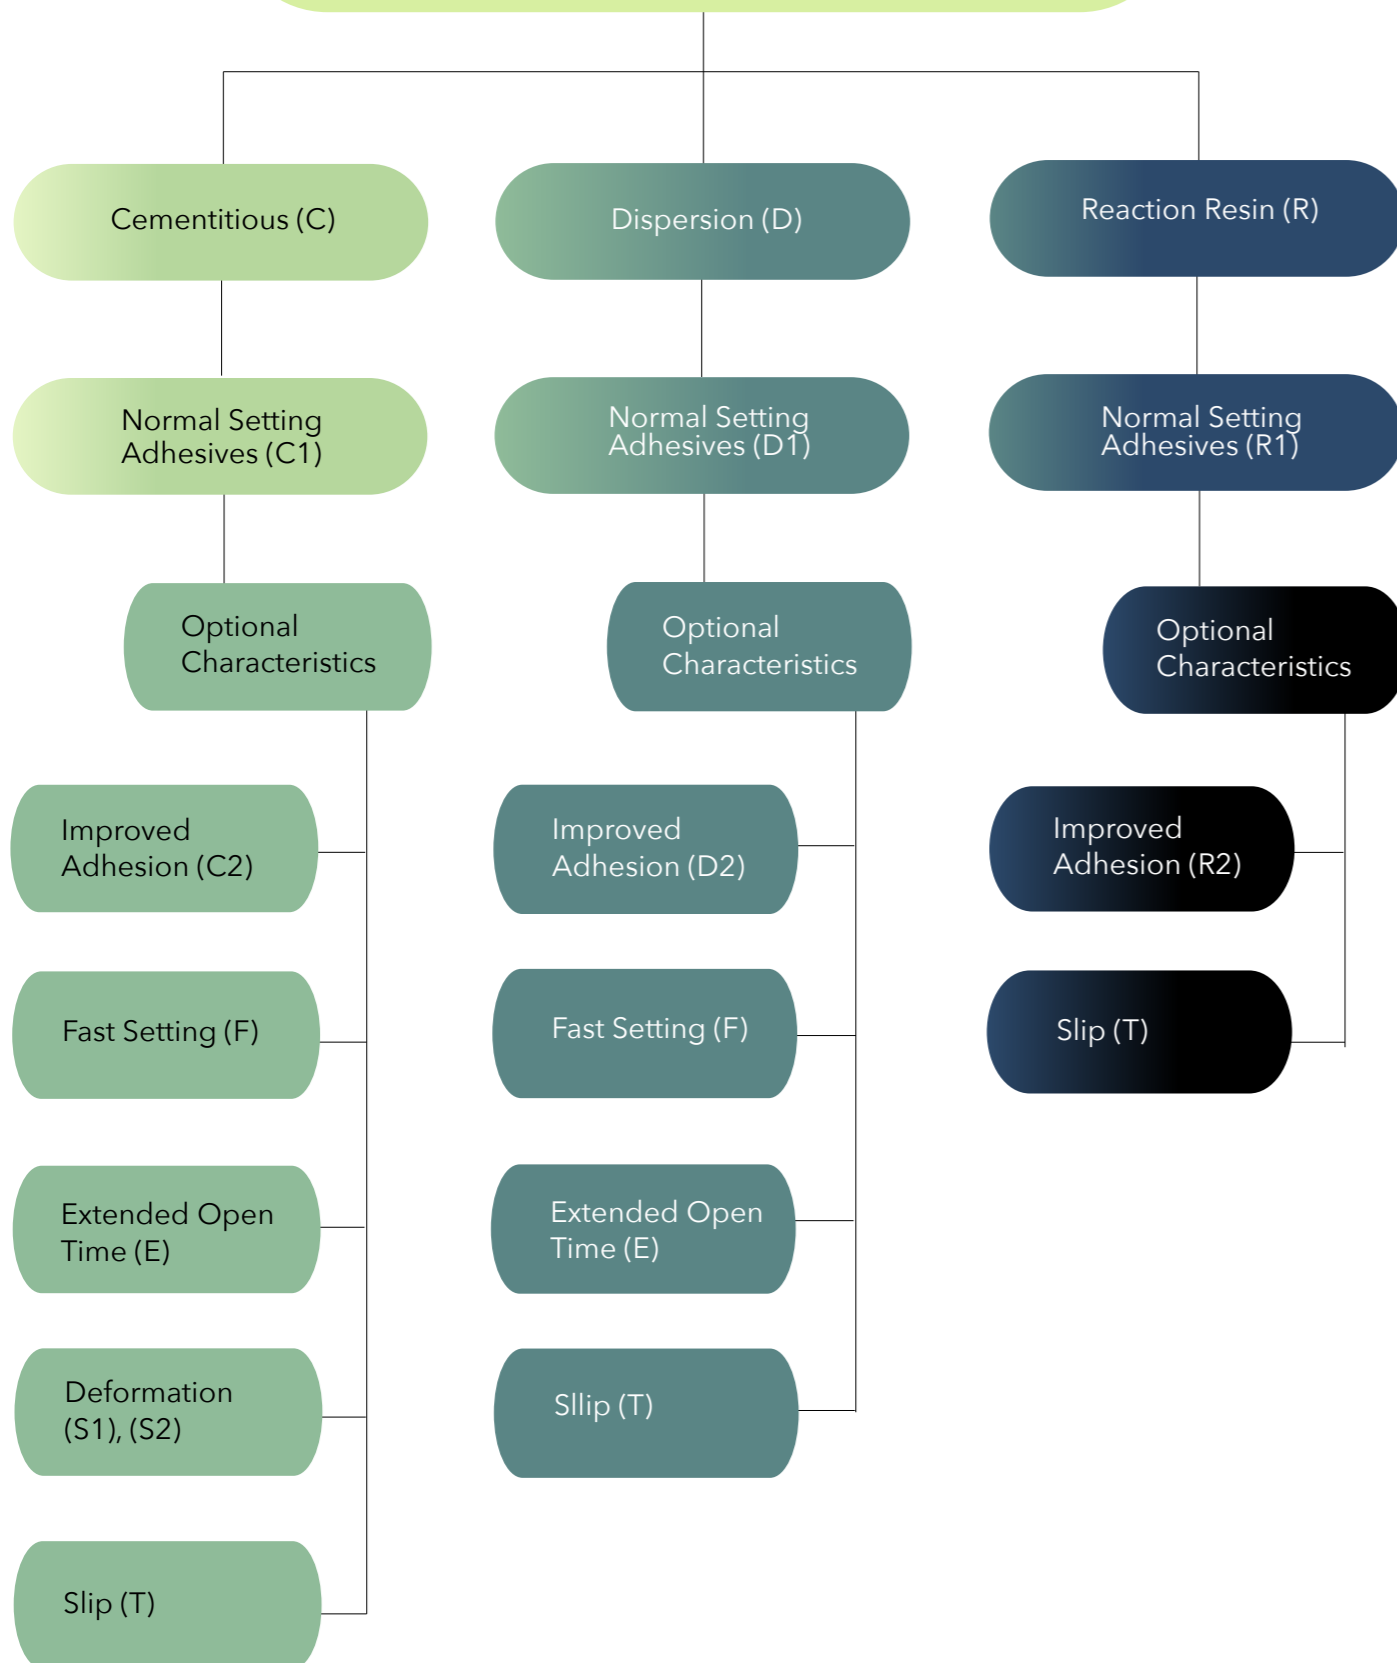 Cementitious (C)
Dispersion (D)
Reaction Resin (R)
Normal Setting
Adhesives (C1)
Normal Setting
Adhesives (D1)
Normal Setting
Adhesives (R1)
Optional
Characteristics
Optional
Characteristics
Optional
Characteristics
Improved
Adhesion (C2)
Improved
Adhesion (D2)
Improved
Adhesion (R2)
Fast Setting (F)
Fast Setting (F)
Slip (T)
Extended Open
Time (E)
Extended Open
Time (E)
Deformation
(S1), (S2)
Sllip (T)
Slip (T)